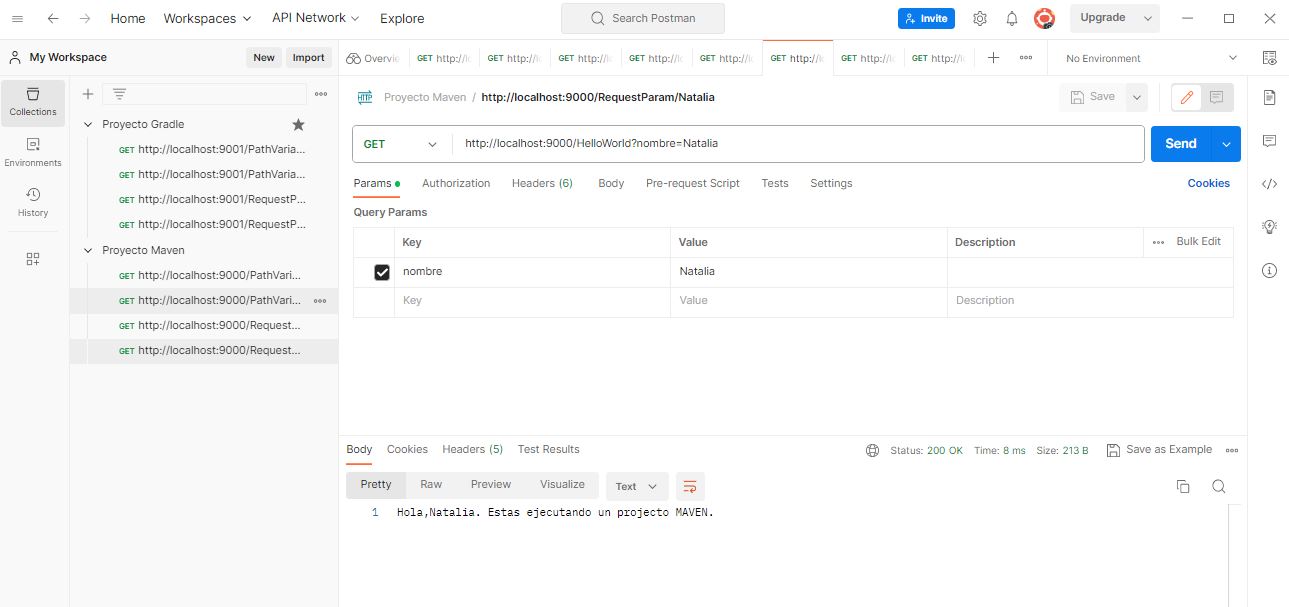 Home Workspaces API Network Explore Search Postman Invite Upgrade
My Workspace New Import Overvie GET http://l GET http://l GET http://l GET http://l GET http://l GET http://l GET http://l GET http://l No Environment
Collections
Environments
History
Proyecto Gradle
GET http://localhost:9001/PathVaria...
GET http://localhost:9001/PathVaria...
GET http://localhost:9001/RequestP...
GET http://localhost:9001/RequestP...
Proyecto Maven
GET http://localhost:9000/PathVari...
GET http://localhost:9000/PathVari...
GET http://localhost:9000/Request...
GET http://localhost:9000/Request...
HTTP Proyecto Maven / http://localhost:9000/RequestParam/Natalia Save
GET http://localhost:9000/HelloWorld?nombre=Natalia Send
Params Authorization Headers (6) Body Pre-request Script Tests Settings Cookies
Query Params
Key Value Description Bulk Edit
nombre Natalia
Key Value Description
Body Cookies Headers (5) Test Results Status: 200 OK Time: 8 ms Size: 213 B Save as Example
Pretty Raw Preview Visualize Text
1 Hola,Natalia. Estas ejecutando un projecto MAVEN.